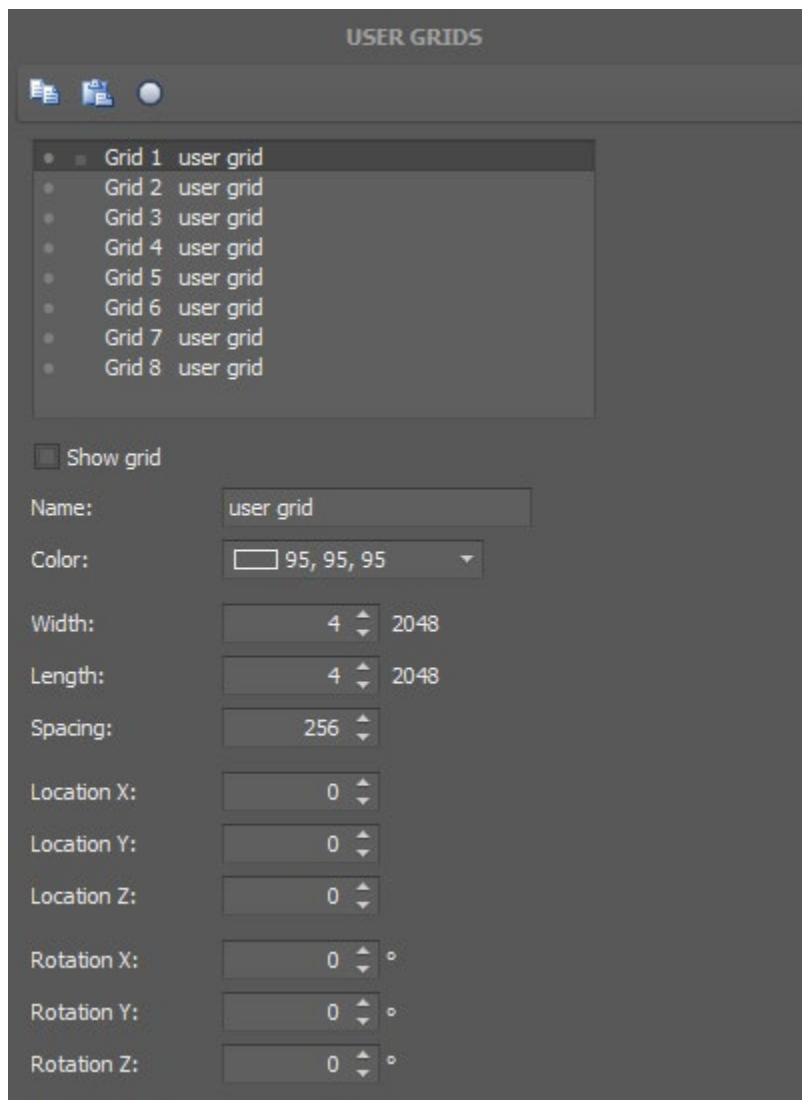 USER GRIDS
Grid 1 user grid
Grid 2 user grid
Grid 3 user grid
Grid 4 user grid
Grid 5 user grid
Grid 6 user grid
Grid 7 user grid
Grid 8 user grid
Show grid
Name: user grid
Color: 95, 95, 95
Width: 4 2048
Length: 4 2048
Spacing: 256
Location X: 0
Location Y: 0
Location Z: 0
Rotation X: 0 °
Rotation Y: 0 °
Rotation Z: 0 °